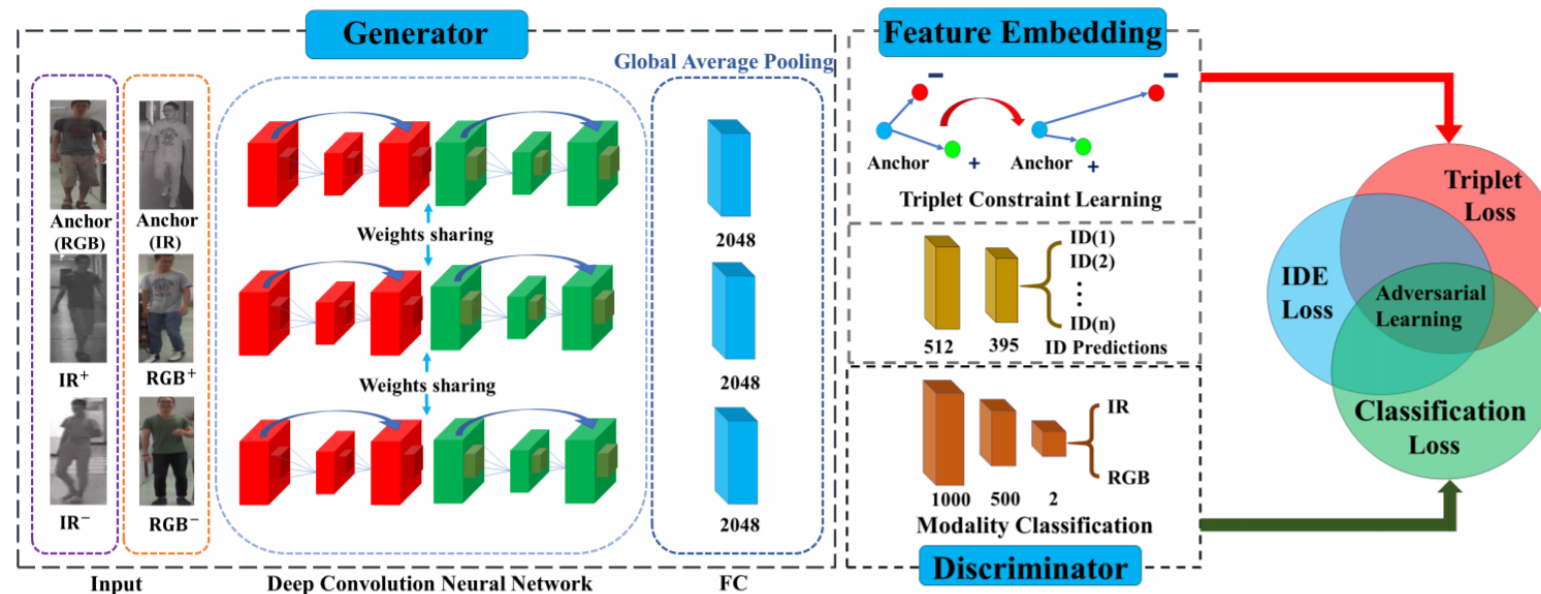 Generator
Global Average Pooling
Anchor
(RGB)
Anchor
(IR)
IR⁺
RGB⁺
IR⁻
RGB⁻
Input
Weights sharing
Weights sharing
Deep Convolution Neural Network
2048
2048
2048
FC
Feature Embedding
−
−
Anchor
+
Anchor
+
Triplet Constraint Learning
ID(1)
ID(2)
⋮
ID(n)
512
395
ID Predictions
IR
RGB
1000
500
2
Modality Classification
Discriminator
Triplet
Loss
IDE
Loss
Adversarial
Learning
Classification
Loss